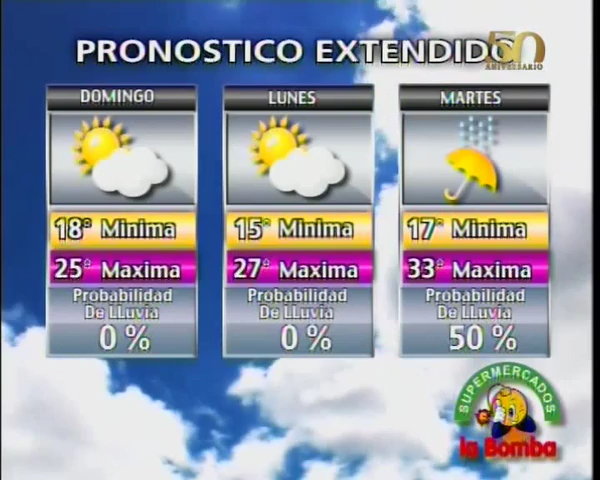 PRONOSTICO EXTENDIDO
50
ANIVERSARIO
DOMINGO
18° Minima
25° Maxima
Probabilidad
De LLuvia
0 %
LUNES
15° Minima
27° Maxima
Probabilidad
De LLuvia
0 %
MARTES
17° Minima
33° Maxima
Probabilidad
De LLuvia
50 %
SUPERMERCADOS
la Bomba